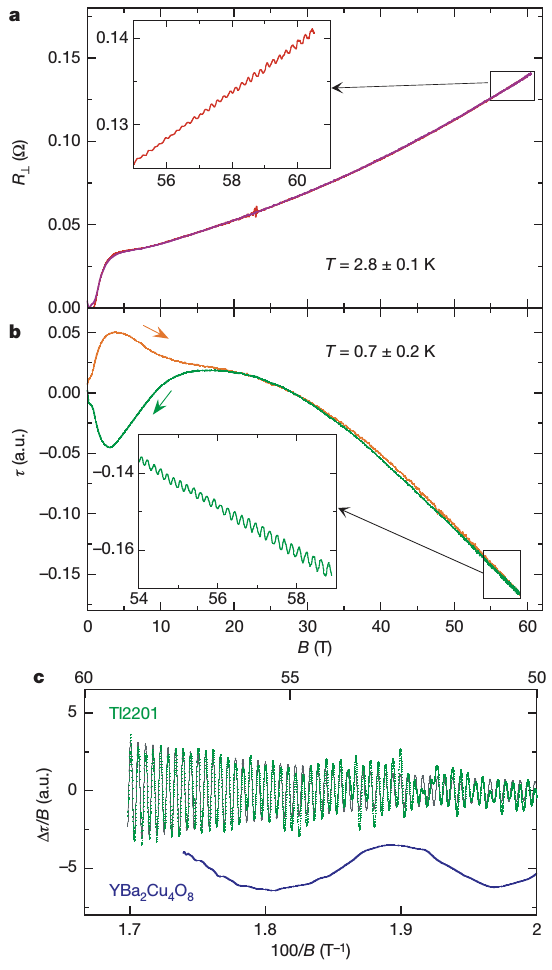 a
0.15
0.10
0.05
0.00
R⊥ (Ω)
0.14
0.13
56 58 60
T = 2.8 ± 0.1 K
b
0.05
0.00
−0.05
−0.10
−0.15
τ (a.u.)
T = 0.7 ± 0.2 K
−0.14
−0.16
54 56 58
0 10 20 30 40 50 60
B (T)
c
60 55 50
5
0
−5
Δτ/B (a.u.)
Tl2201
YBa₂Cu₄O₈
1.7 1.8 1.9 2
100/B (T⁻¹)